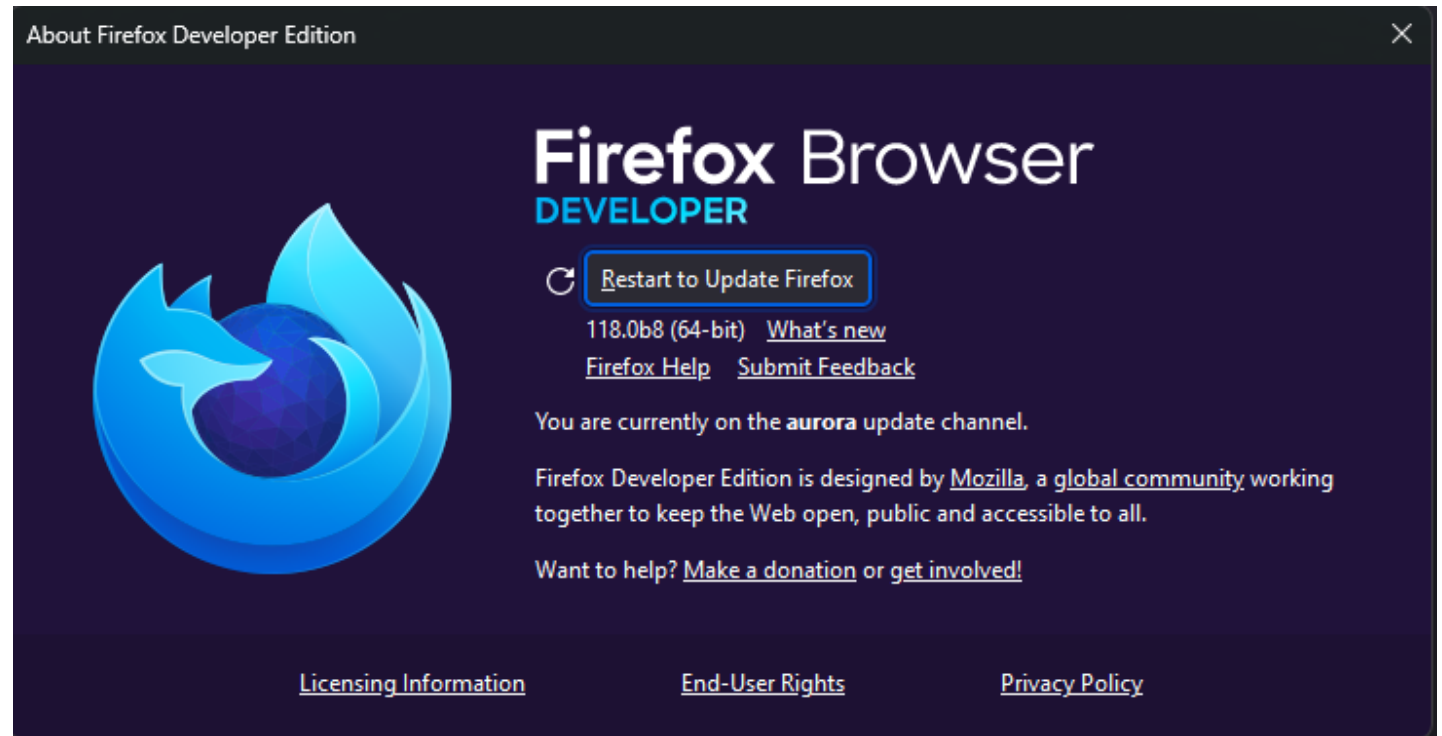 About Firefox Developer Edition
Firefox Browser
DEVELOPER
Restart to Update Firefox
118.0b8 (64-bit) What's new
Firefox Help Submit Feedback
You are currently on the aurora update channel.
Firefox Developer Edition is designed by Mozilla, a global community working
together to keep the Web open, public and accessible to all.
Want to help? Make a donation or get involved!
Licensing Information End-User Rights Privacy Policy